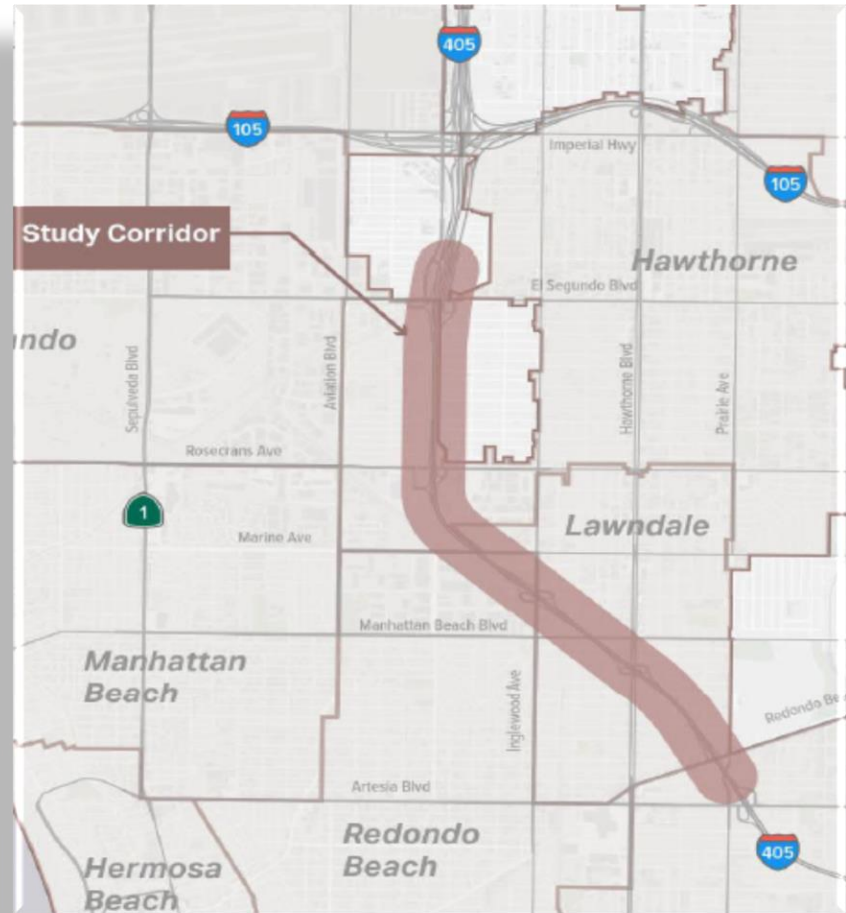 405
105
Imperial Hwy
105
Study Corridor
Hawthorne
El Segundo Blvd
ndo
Sepulveda Blvd
Aviation Blvd
Hawthorne Blvd
Prairie Ave
Rosecrans Ave
1
Lawndale
Marine Ave
Manhattan Beach Blvd
Manhattan
Beach
Inglewood Ave
Redondo Be
Artesia Blvd
Redondo
Beach
405
Hermosa
Beach